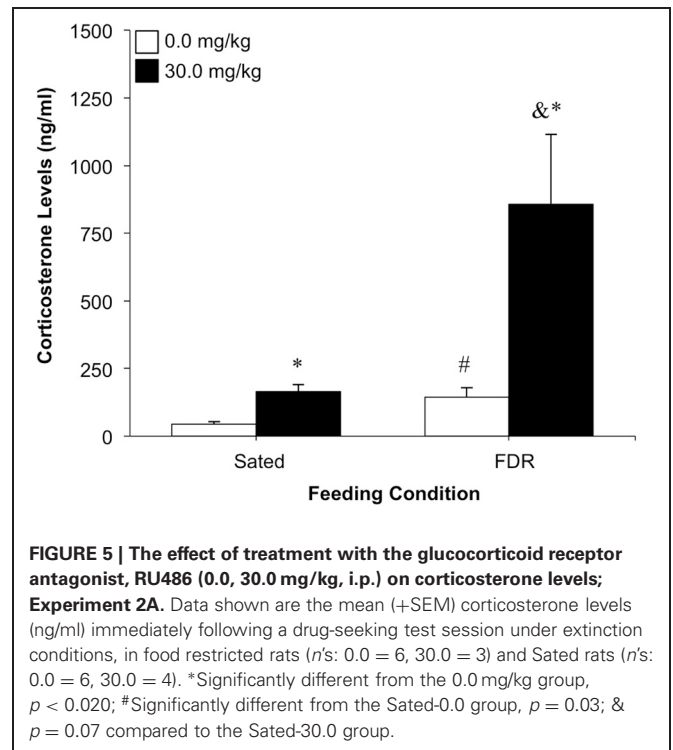 1500
0.0 mg/kg
30.0 mg/kg
1250
&*
1000
Corticosterone Levels (ng/ml)
750
500
250
*
#
0
Sated
FDR
Feeding Condition
FIGURE 5 | The effect of treatment with the glucocorticoid receptor
antagonist, RU486 (0.0, 30.0 mg/kg, i.p.) on corticosterone levels;
Experiment 2A. Data shown are the mean (+SEM) corticosterone levels
(ng/ml) immediately following a drug-seeking test session under extinction
conditions, in food restricted rats (n's: 0.0 = 6, 30.0 = 3) and Sated rats (n's:
0.0 = 6, 30.0 = 4). *Significantly different from the 0.0 mg/kg group,
p < 0.020; #Significantly different from the Sated-0.0 group, p = 0.03; &
p = 0.07 compared to the Sated-30.0 group.